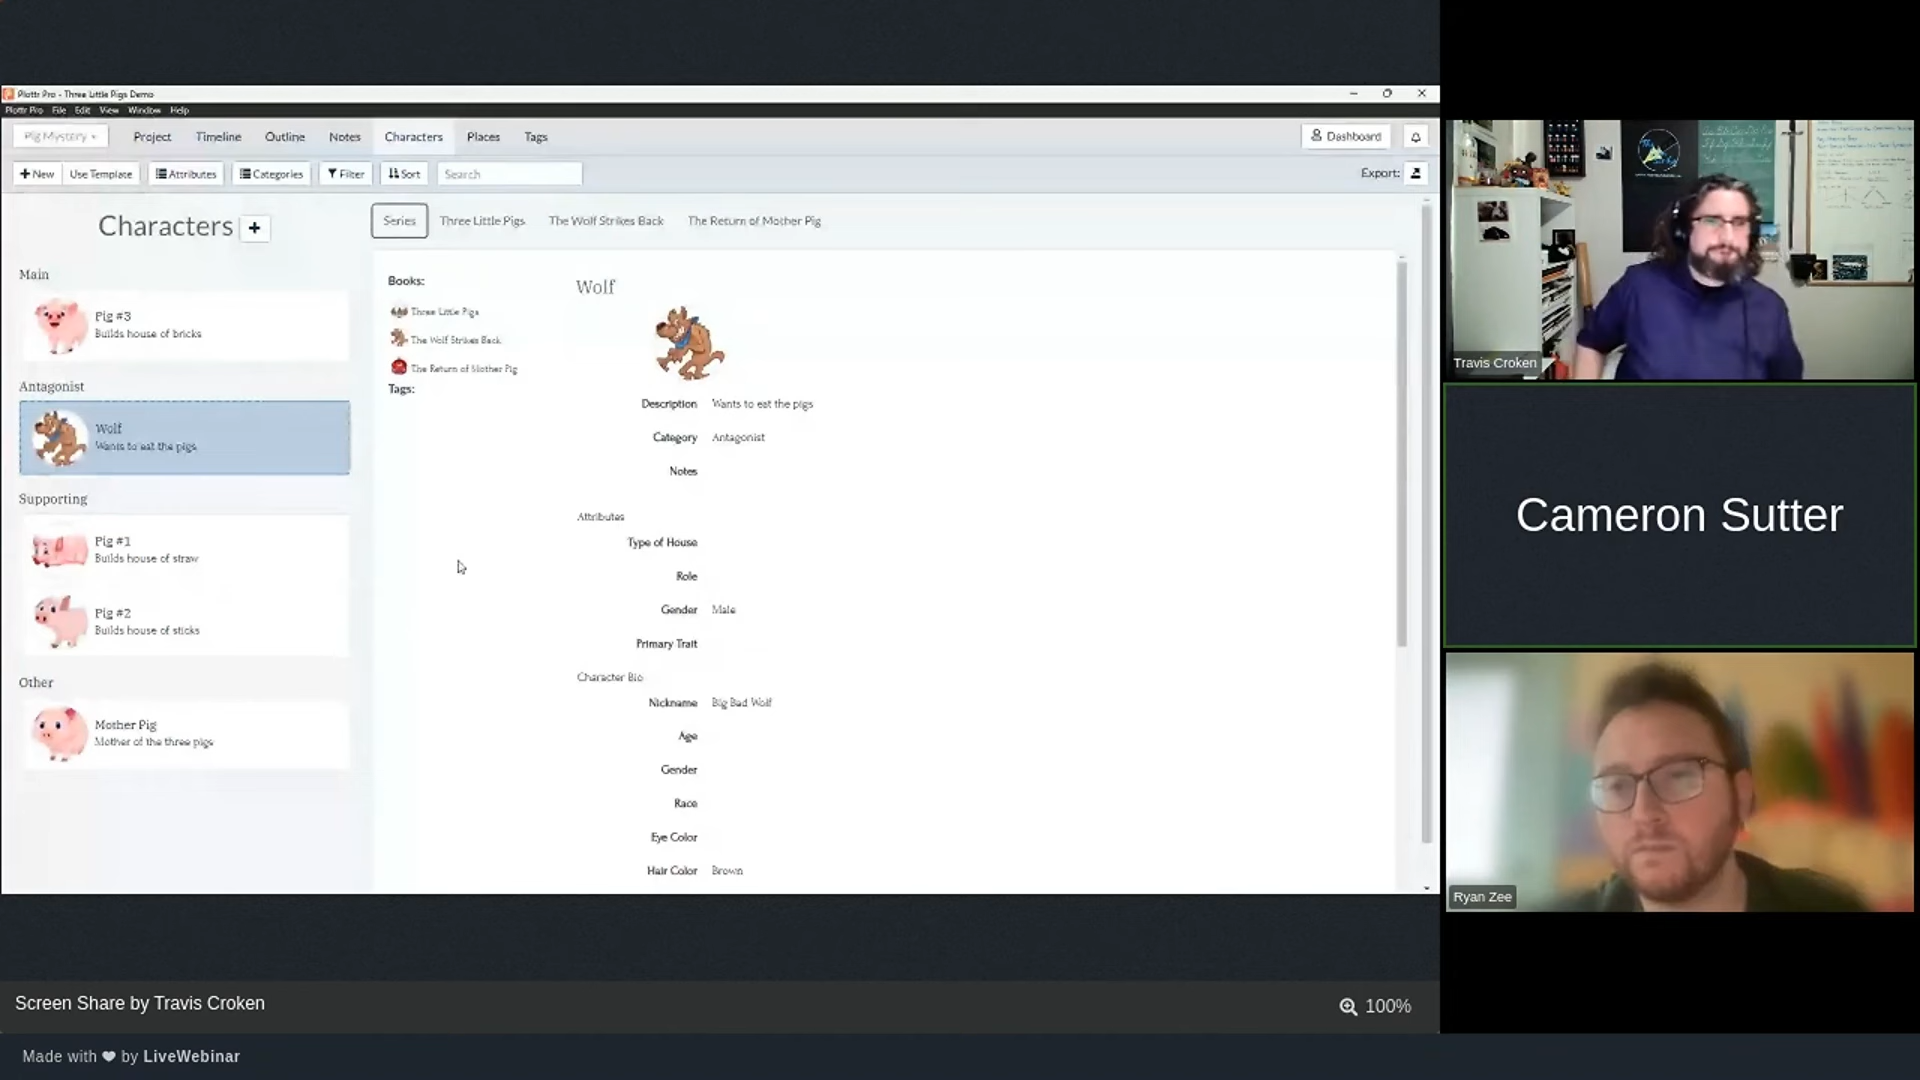 Plottr Pro - Three Little Pigs Demo
Plottr Pro File Edit View Window Help
Pig Mystery Project Timeline Outline Notes Characters Places Tags Dashboard
New Use Template Attributes Categories Filter Sort Search Export:
Characters +
Series Three Little Pigs The Wolf Strikes Back The Return of Mother Pig
Main
Pig #3
Builds house of bricks
Antagonist
Wolf
Wants to eat the pigs
Supporting
Pig #1
Builds house of straw
Pig #2
Builds house of sticks
Other
Mother Pig
Mother of the three pigs
Books:
Three Little Pigs
The Wolf Strikes Back
The Return of Mother Pig
Tags:
Wolf
Description Wants to eat the pigs
Category Antagonist
Notes
Attributes
Type of House
Role
Gender Male
Primary Trait
Character Bio
Nickname Big Bad Wolf
Age
Gender
Race
Eye Color
Hair Color Brown
Travis Croken
Cameron Sutter
Ryan Zee
Screen Share by Travis Croken 100%
Made with ❤ by LiveWebinar